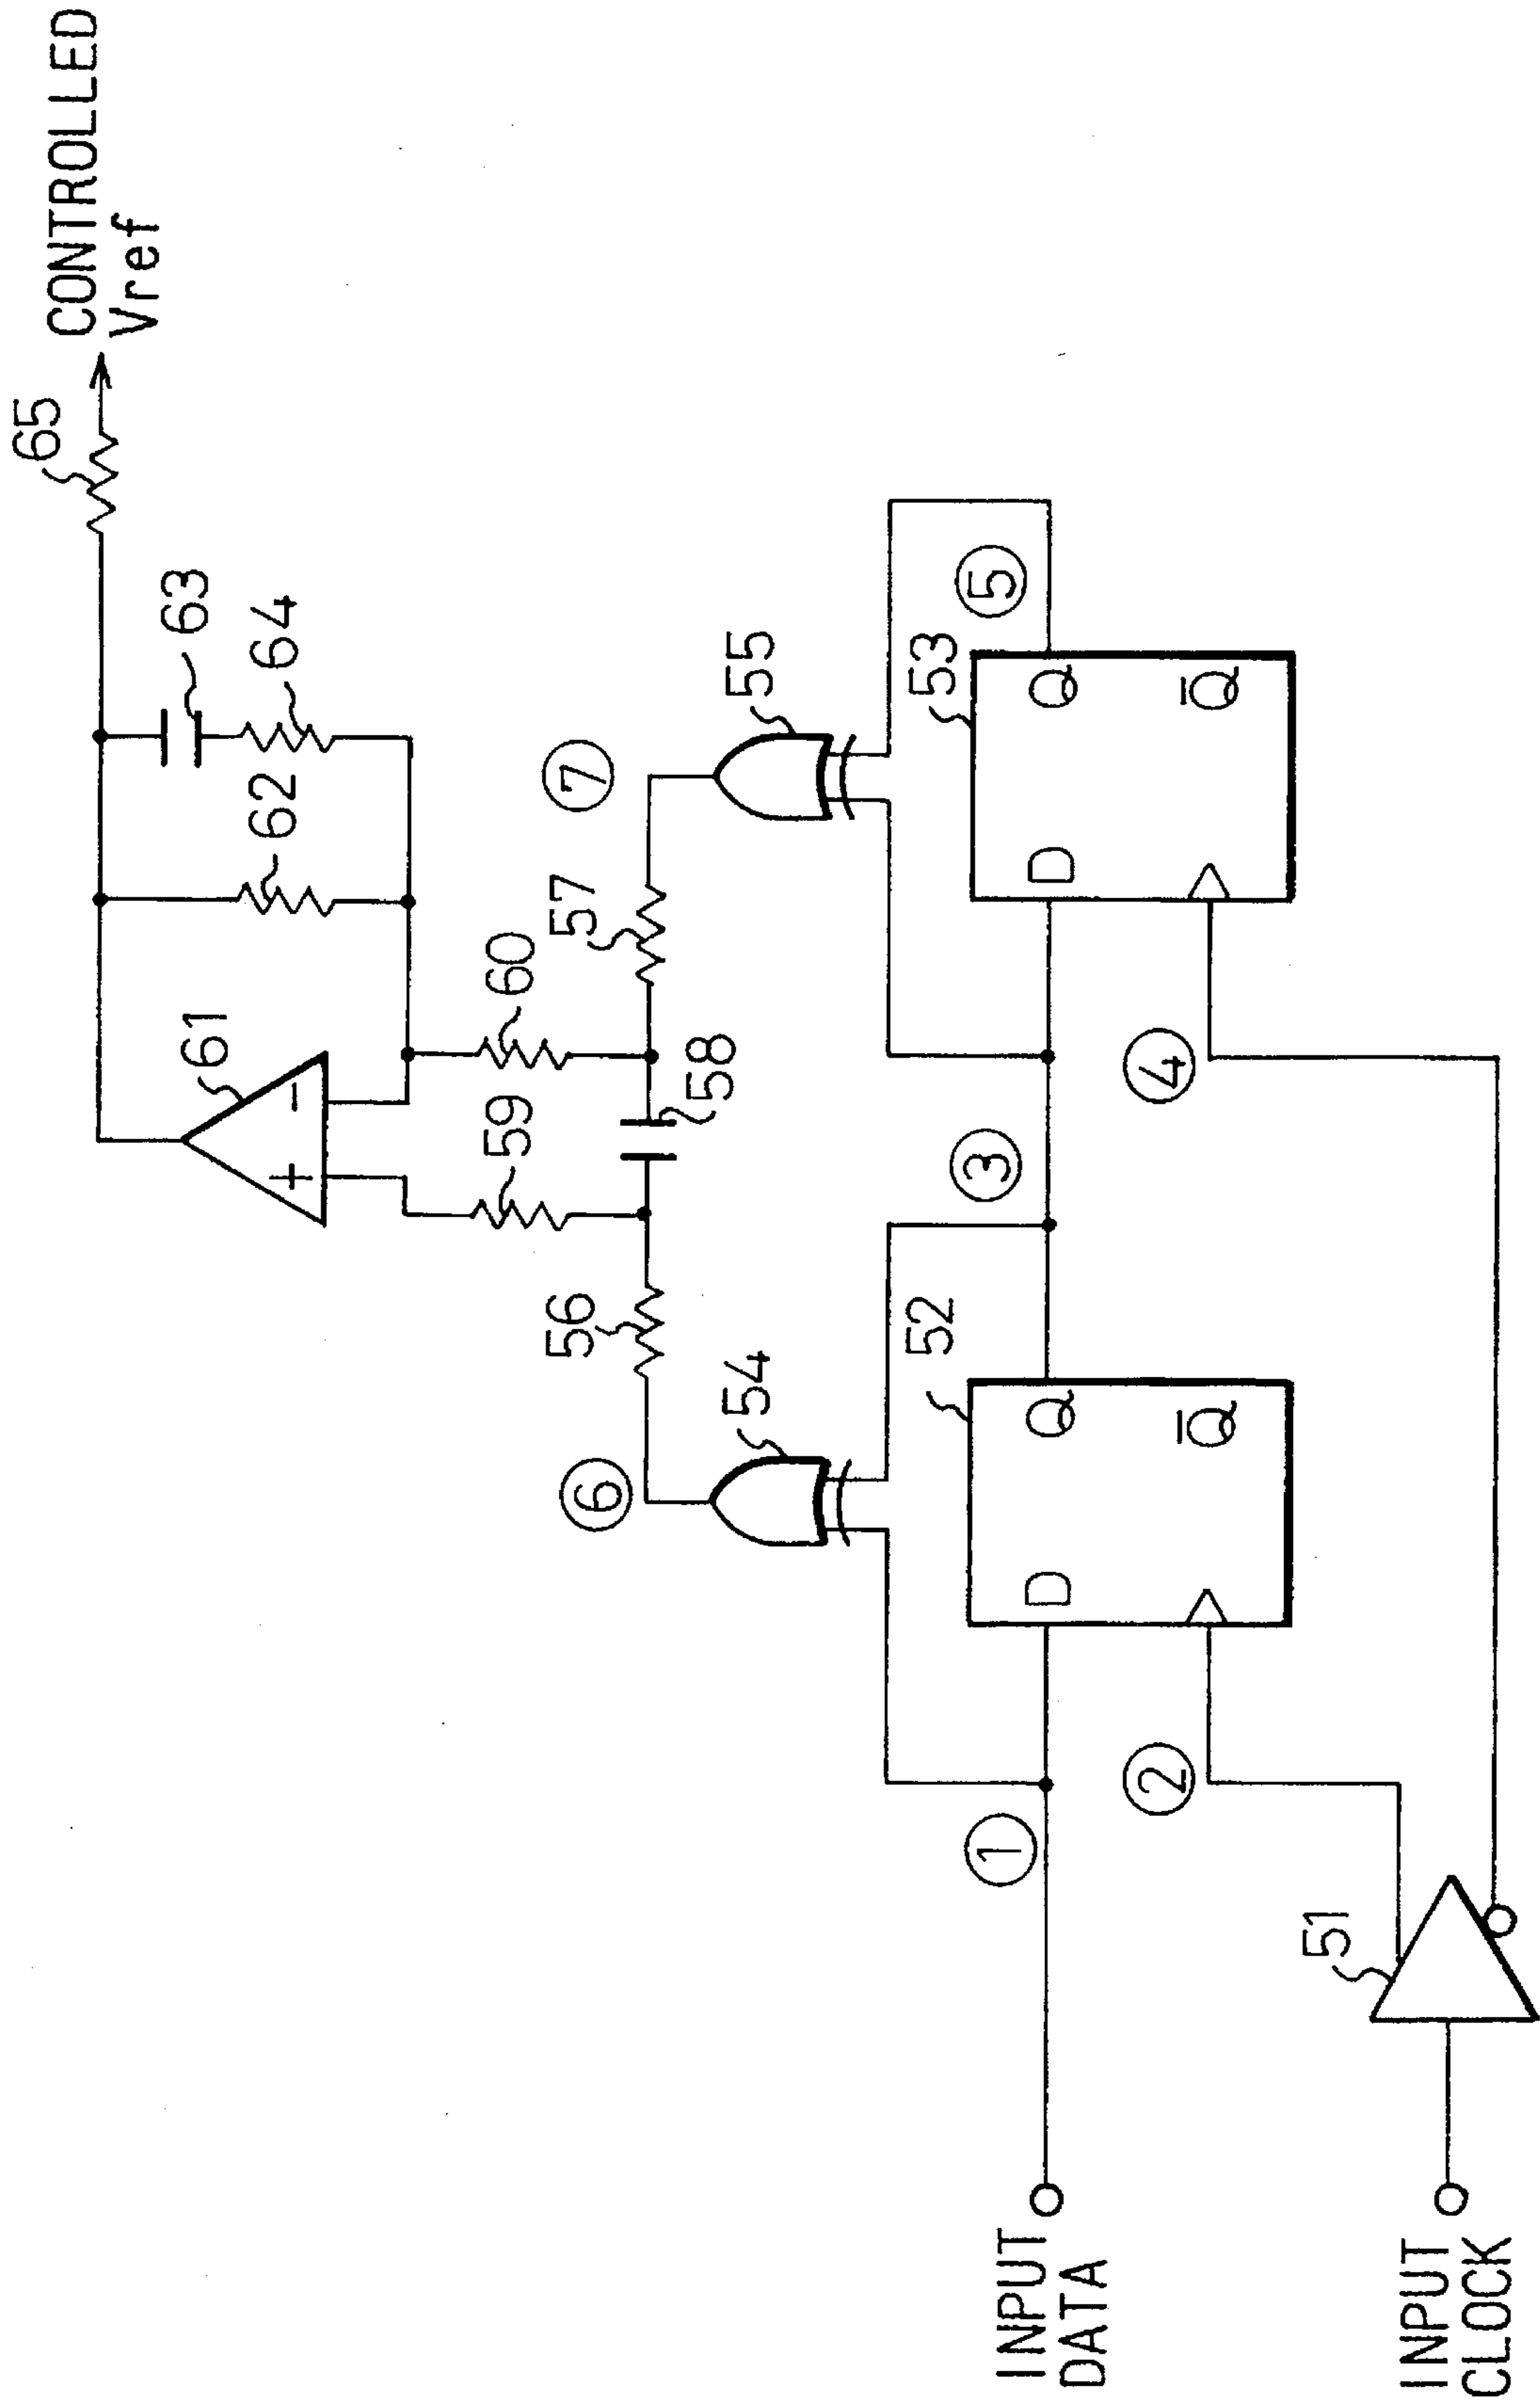 CONTROLLED
Vref
65
63
64
62
61
60
59
58
57
56
⑦
⑥
55
54
53
52
⑤
④
③
②
①
D
Q
Q̅
D
Q
Q̅
+
−
51
INPUT
DATA
INPUT
CLOCK